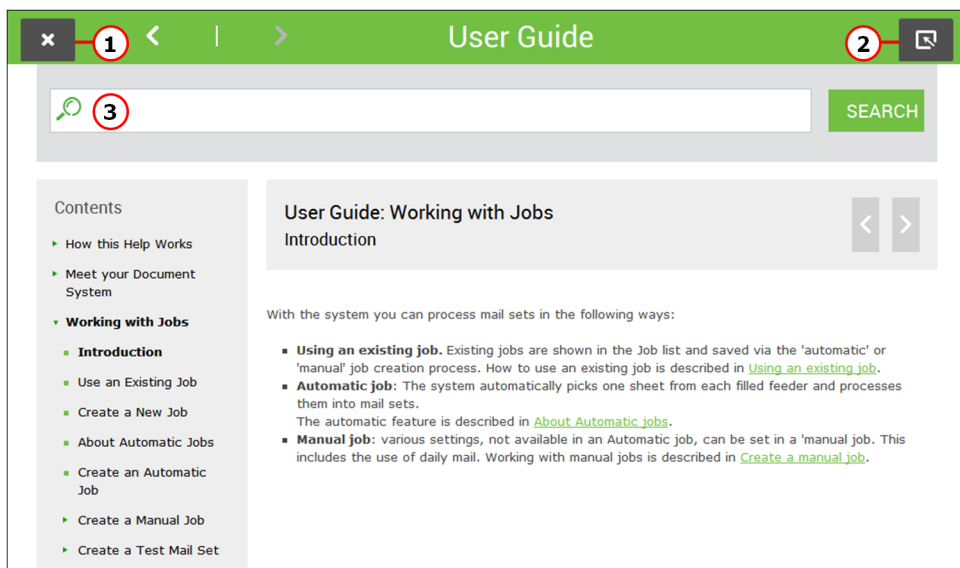 1
User Guide
2
3
SEARCH
Contents
How this Help Works
Meet your Document
System
Working with Jobs
Introduction
Use an Existing Job
Create a New Job
About Automatic Jobs
Create an Automatic
Job
Create a Manual Job
Create a Test Mail Set
User Guide: Working with Jobs
Introduction
With the system you can process mail sets in the following ways:
Using an existing job. Existing jobs are shown in the Job list and saved via the 'automatic' or
'manual' job creation process. How to use an existing job is described in Using an existing job.
Automatic job: The system automatically picks one sheet from each filled feeder and processes
them into mail sets.
The automatic feature is described in About Automatic jobs.
Manual job: various settings, not available in an Automatic job, can be set in a 'manual job. This
includes the use of daily mail. Working with manual jobs is described in Create a manual job.